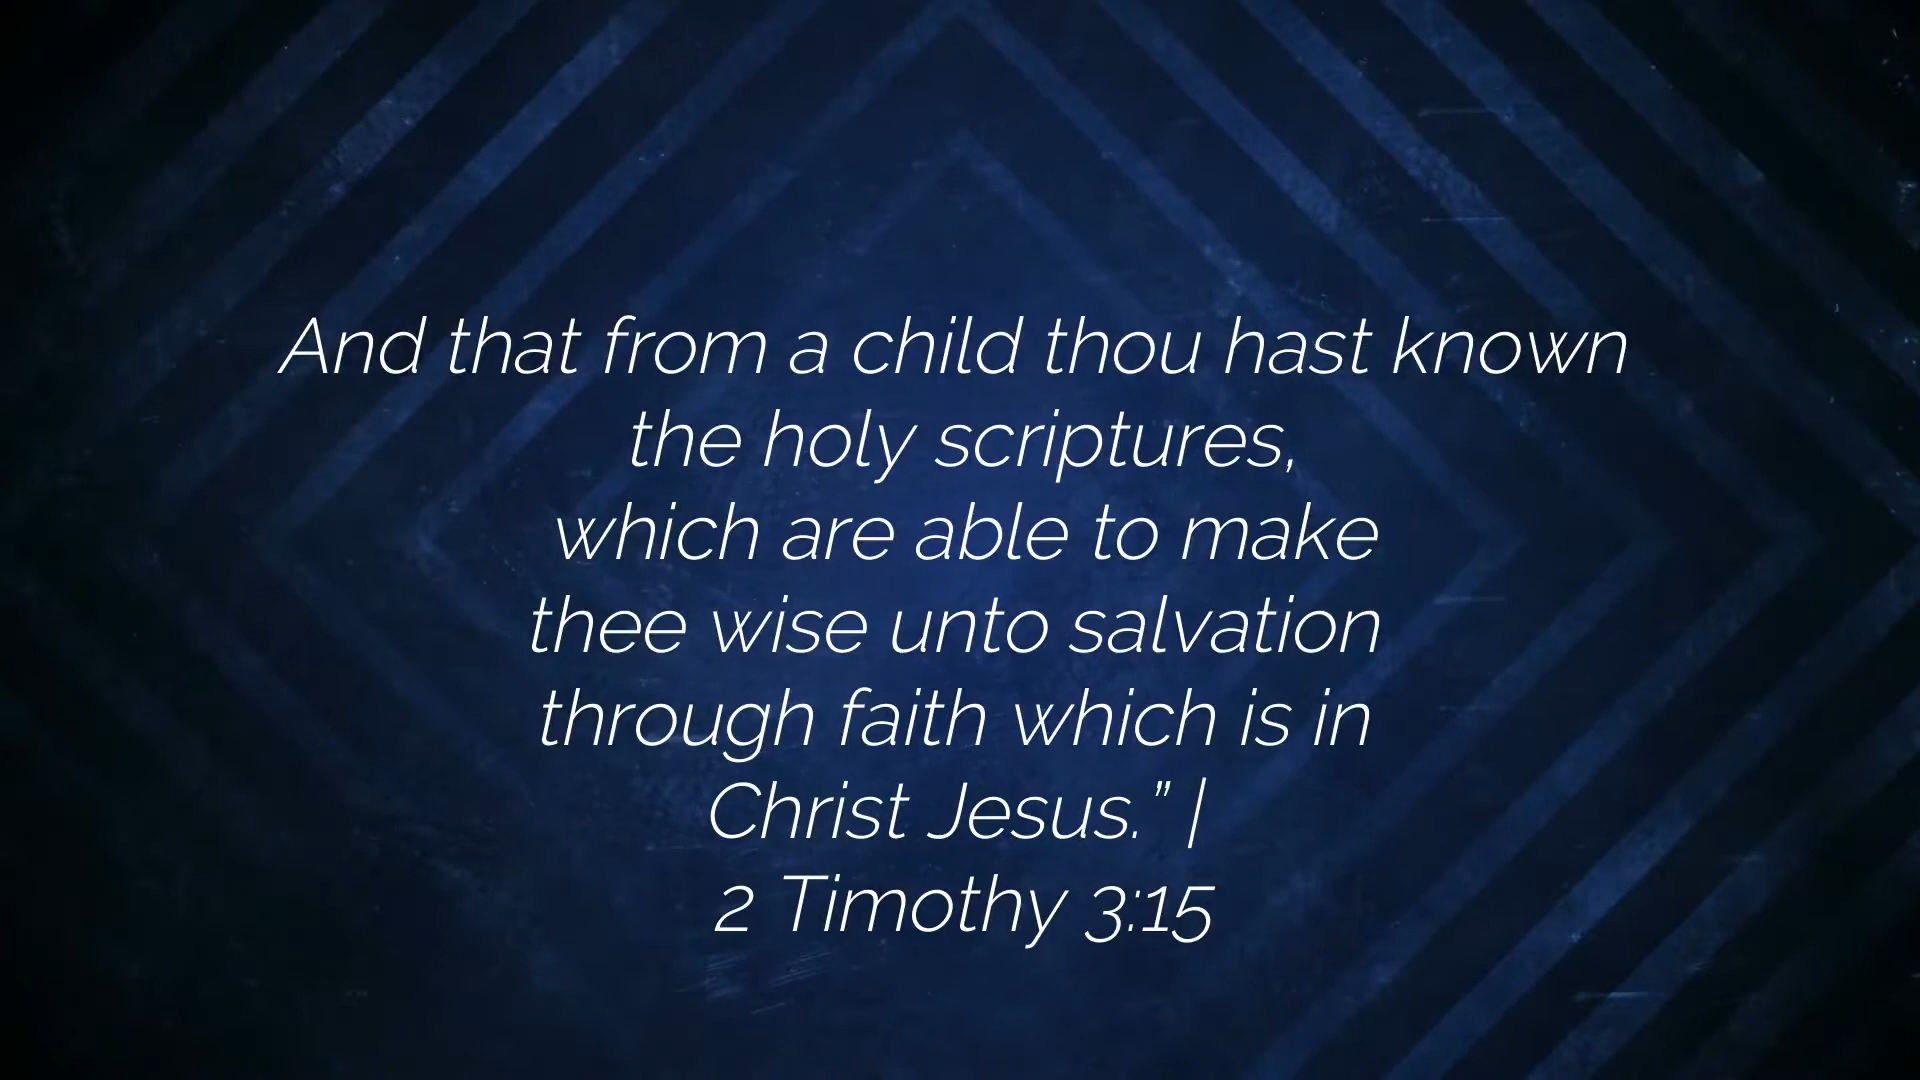 And that from a child thou hast known
the holy scriptures,
which are able to make
thee wise unto salvation
through faith which is in
Christ Jesus.” |
2 Timothy 3:15